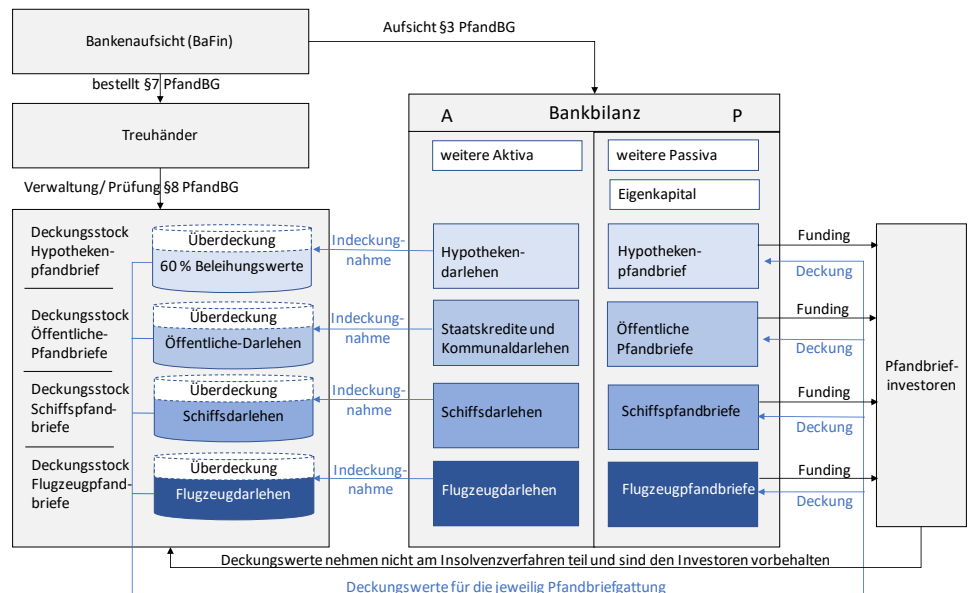 Bankenaufsicht (BaFin)
Aufsicht §3 PfandBG
bestellt §7 PfandBG
Treuhänder
Verwaltung/ Prüfung §8 PfandBG
Bankbilanz
A
P
weitere Aktiva
weitere Passiva
Eigenkapital
Deckungsstock
Hypotheken-
pfandbrief
Überdeckung
60 % Beleihungswerte
Indeckung-
nahme
Hypotheken-
darlehen
Hypotheken-
pfandbrief
Funding
Deckung
Deckungsstock
Öffentliche-
Pfandbriefe
Überdeckung
Öffentliche-Darlehen
Indeckung-
nahme
Staatskredite und
Kommunaldarlehen
Öffentliche
Pfandbriefe
Funding
Deckung
Deckungsstock
Schiffspfand-
briefe
Überdeckung
Schiffsdarlehen
Indeckung-
nahme
Schiffsdarlehen
Schiffspfandbriefe
Funding
Deckung
Deckungsstock
Flugzeugpfand-
briefe
Überdeckung
Flugzeugdarlehen
Indeckung-
nahme
Flugzeugdarlehen
Flugzeugpfandbriefe
Funding
Deckung
Pfandbrief-
investoren
Deckungswerte nehmen nicht am Insolvenzverfahren teil und sind den Investoren vorbehalten
Deckungswerte für die jeweilig Pfandbriefgattung